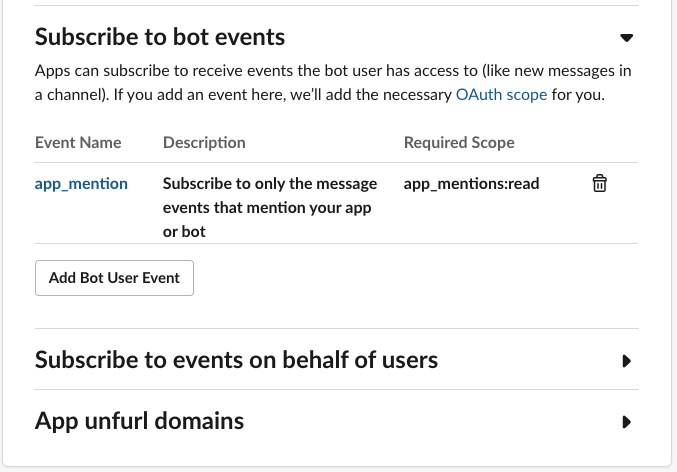 Subscribe to bot events
Apps can subscribe to receive events the bot user has access to (like new messages in
a channel). If you add an event here, we’ll add the necessary OAuth scope for you.
Event Name Description Required Scope
app_mention Subscribe to only the message app_mentions:read
events that mention your app
or bot
Add Bot User Event
Subscribe to events on behalf of users
App unfurl domains